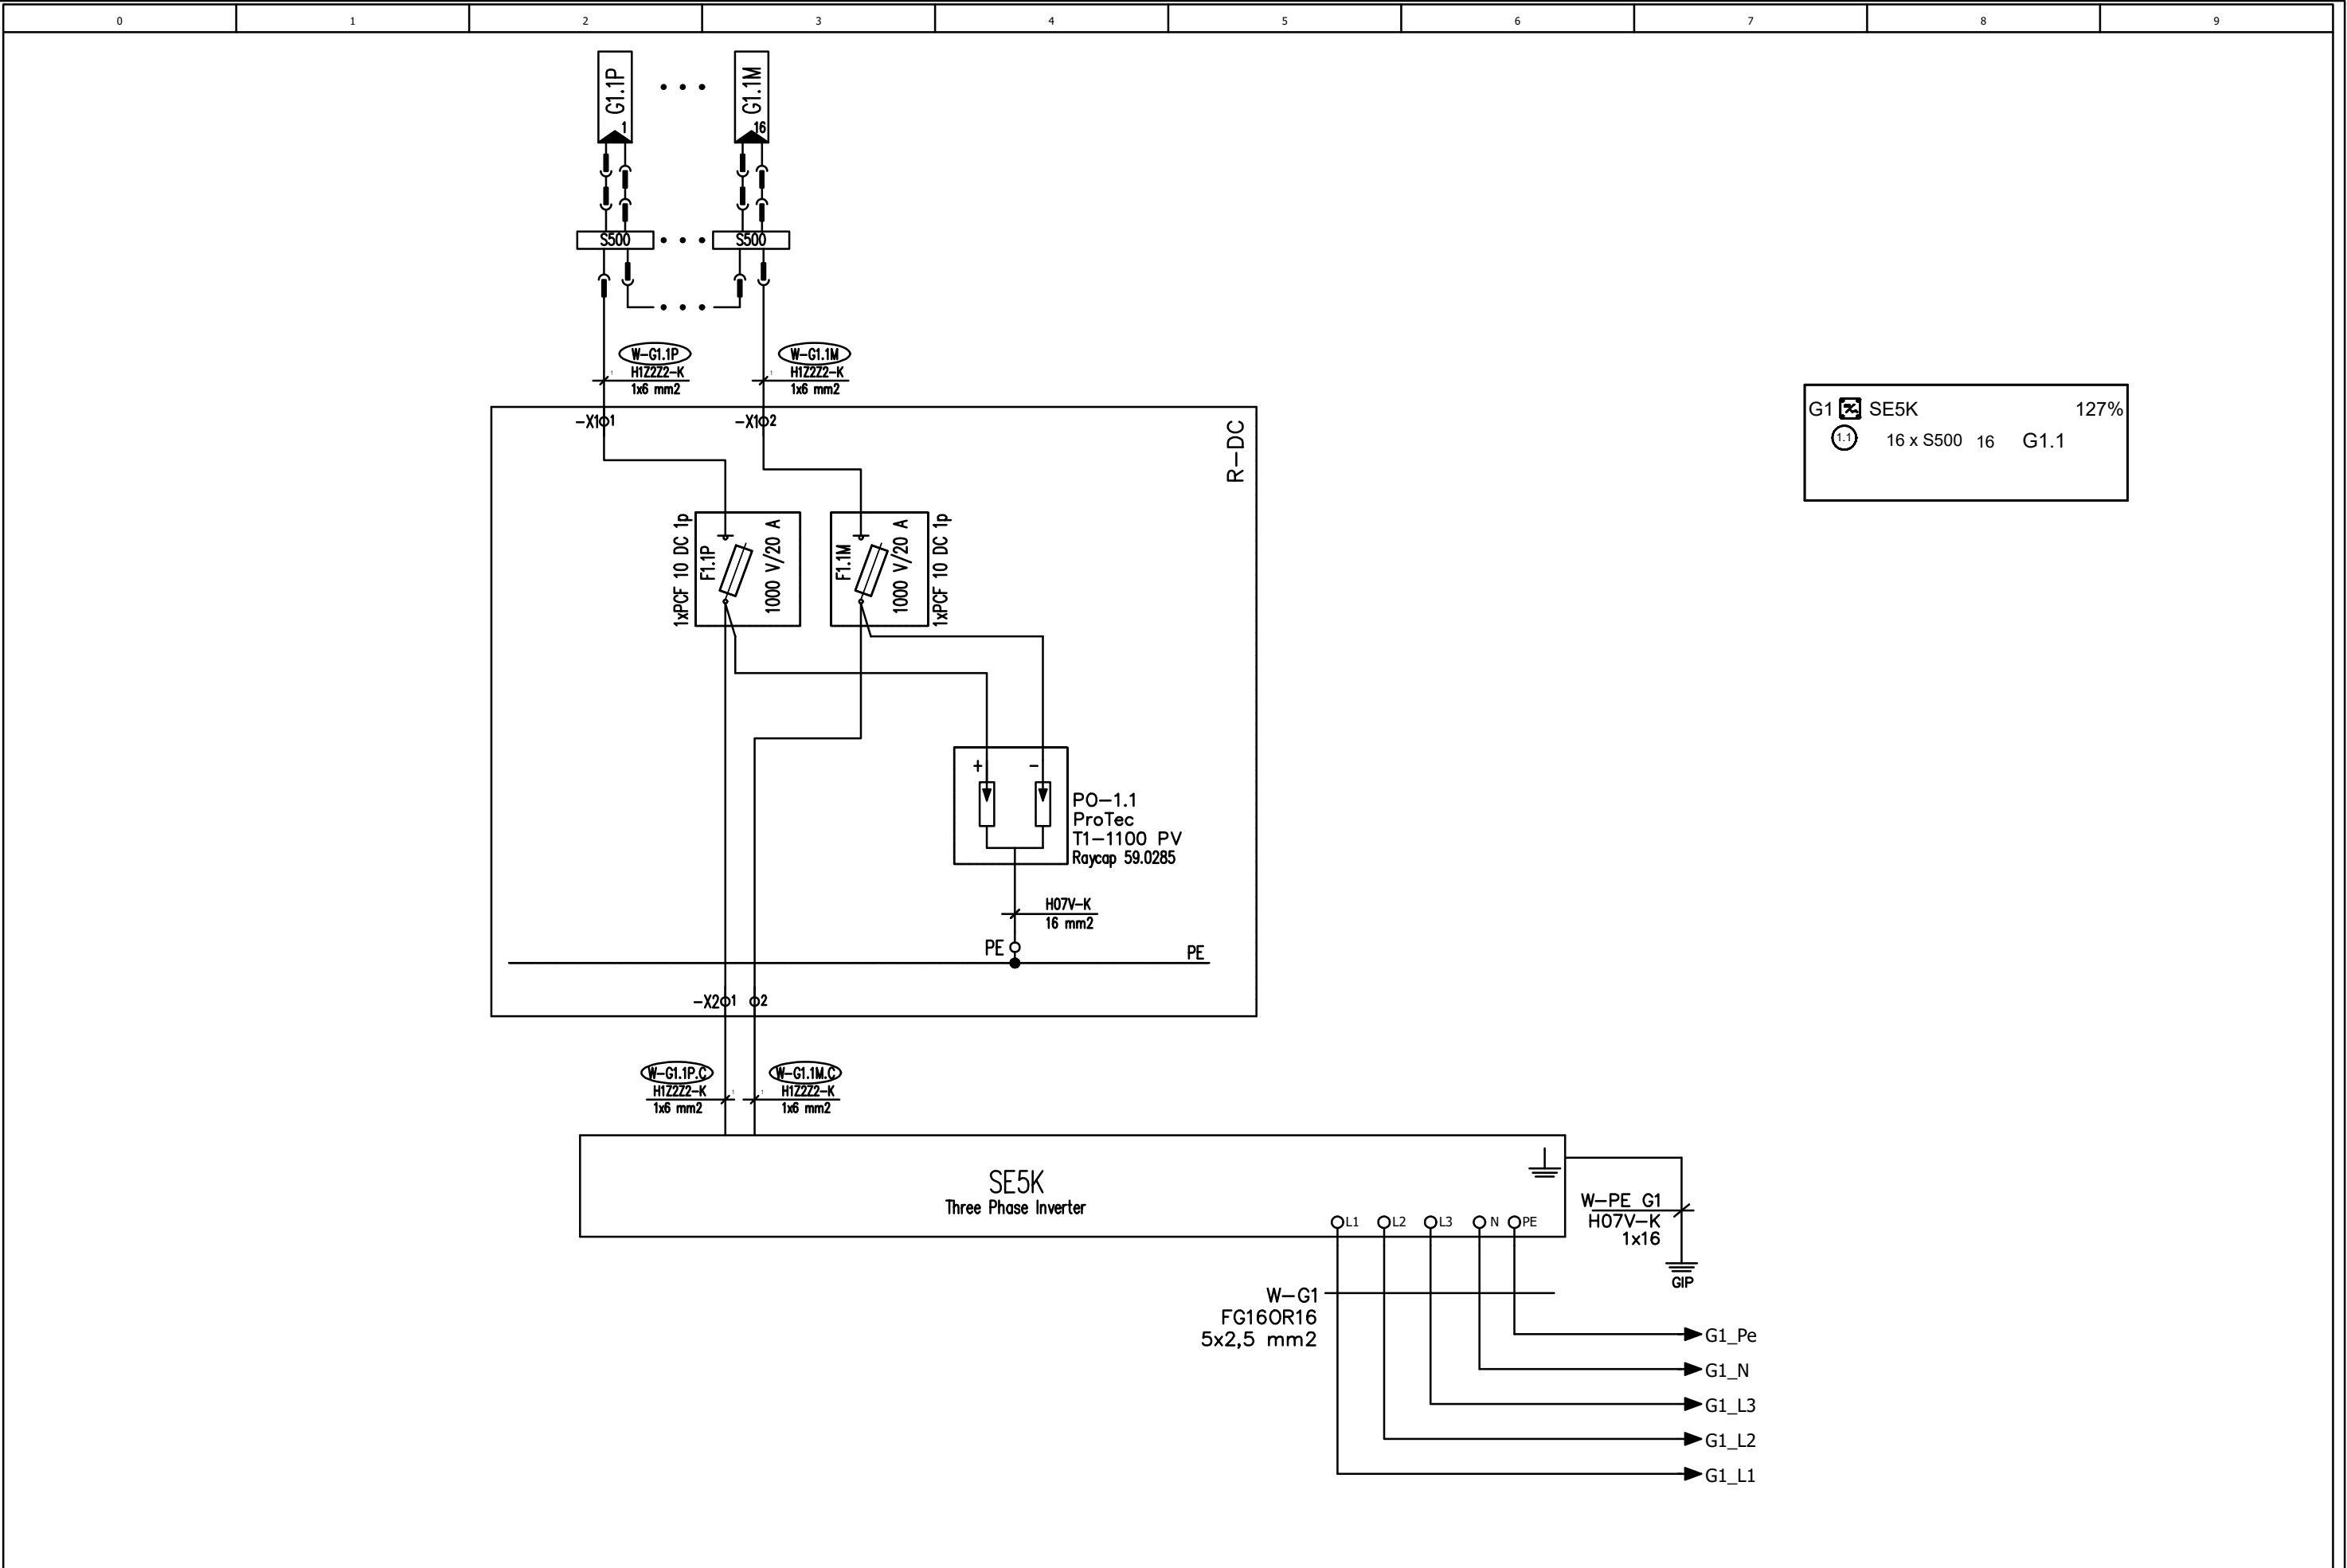 0 1 2 3 4 5 6 7 8 9
G1.1P
1
G1.1M
16
S500
S500
W-G1.1P
H1Z2Z2-K
1x6 mm2
W-G1.1M
H1Z2Z2-K
1x6 mm2
-X1 1
-X1 2
R-DC
G1 SE5K 127%
1.1 16 x S500 16 G1.1
1xPCF 10 DC 1p
F1.1P
1000 V/20 A
F1.1M
1000 V/20 A
1xPCF 10 DC 1p
+ -
PO-1.1
ProTec
T1-1100 PV
Raycap 59.0285
H07V-K
16 mm2
PE
PE
-X2 1 2
W-G1.1P.C
H1Z2Z2-K
1x6 mm2
W-G1.1M.C
H1Z2Z2-K
1x6 mm2
SE5K
Three Phase Inverter
L1 L2 L3 N PE
W-PE G1
H07V-K
1x16
GIP
W-G1
FG16OR16
5x2,5 mm2
G1_Pe
G1_N
G1_L3
G1_L2
G1_L1